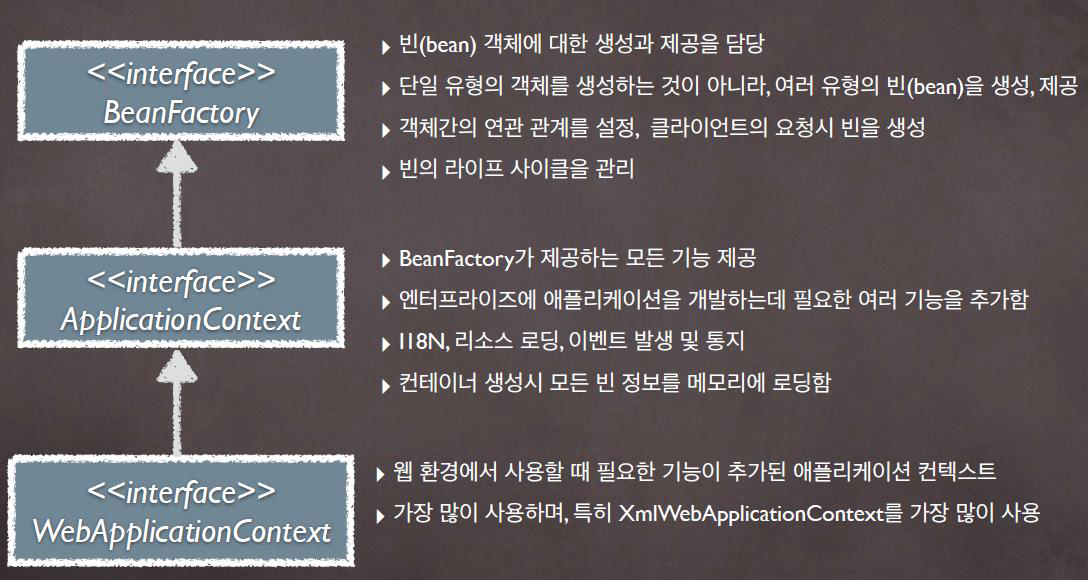 <<interface>>
BeanFactory
▸ 빈(bean) 객체에 대한 생성과 제공을 담당
▸ 단일 유형의 객체를 생성하는 것이 아니라, 여러 유형의 빈(bean)을 생성, 제공
▸ 객체간의 연관 관계를 설정, 클라이언트의 요청시 빈을 생성
▸ 빈의 라이프 사이클을 관리
<<interface>>
ApplicationContext
▸ BeanFactory가 제공하는 모든 기능 제공
▸ 엔터프라이즈에 애플리케이션을 개발하는데 필요한 여러 기능을 추가함
▸ I18N, 리소스 로딩, 이벤트 발생 및 통지
▸ 컨테이너 생성시 모든 빈 정보를 메모리에 로딩함
<<interface>>
WebApplicationContext
▸ 웹 환경에서 사용할 때 필요한 기능이 추가된 애플리케이션 컨텍스트
▸ 가장 많이 사용하며, 특히 XmlWebApplicationContext를 가장 많이 사용